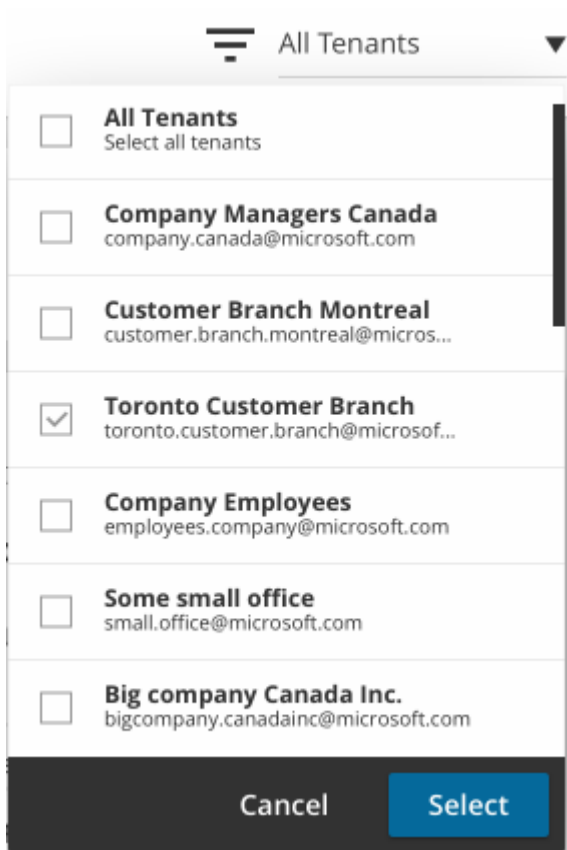 All Tenants
All Tenants
Select all tenants
Company Managers Canada
company.canada@microsoft.com
Customer Branch Montreal
customer.branch.montreal@micros...
Toronto Customer Branch
toronto.customer.branch@microsof...
Company Employees
employees.company@microsoft.com
Some small office
small.office@microsoft.com
Big company Canada Inc.
bigcompany.canadainc@microsoft.com
Cancel Select